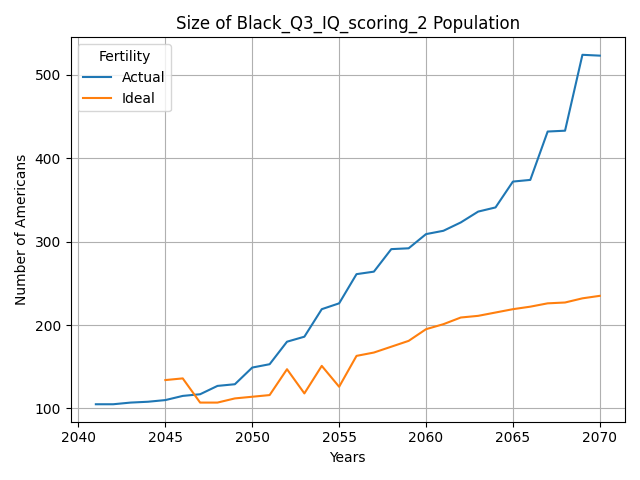 Size of Black_Q3_IQ_scoring_2 Population
Fertility
Actual
Ideal
Number of Americans
500
400
300
200
100
2040
2045
2050
2055
2060
2065
2070
Years